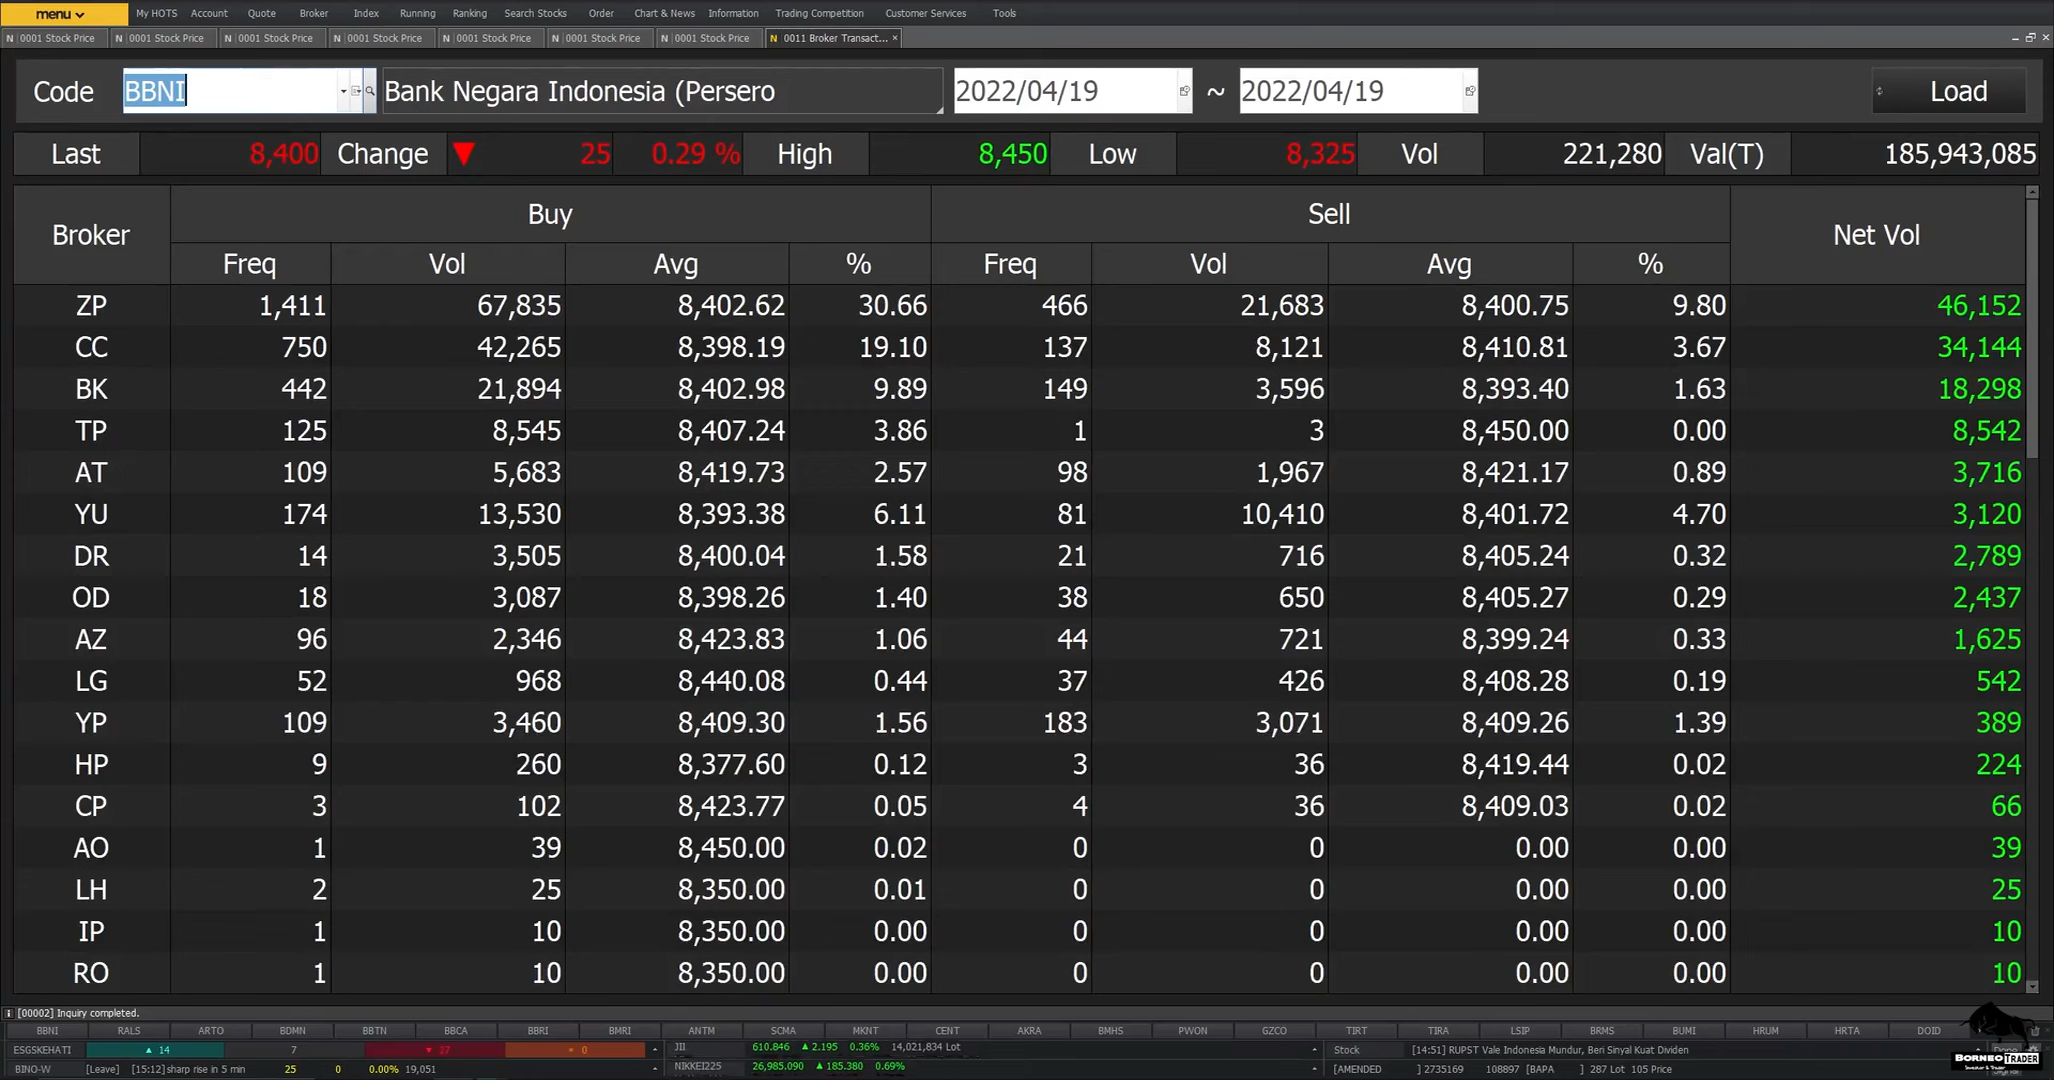 menu My HOTS Account Quote Broker Index Running Ranking Search Stocks Order Chart & News Information Trading Competition Customer Services Tools
N 0001 Stock Price N 0001 Stock Price N 0001 Stock Price N 0001 Stock Price N 0001 Stock Price N 0001 Stock Price N 0001 Stock Price N 0011 Broker Transact... ×
Code BBNI Bank Negara Indonesia (Persero 2022/04/19 ~ 2022/04/19 Load
Last 8,400 Change ▼ 25 0.29 % High 8,450 Low 8,325 Vol 221,280 Val(T) 185,943,085
Broker Buy Sell Net Vol
Freq Vol Avg % Freq Vol Avg %
ZP 1,411 67,835 8,402.62 30.66 466 21,683 8,400.75 9.80 46,152
CC 750 42,265 8,398.19 19.10 137 8,121 8,410.81 3.67 34,144
BK 442 21,894 8,402.98 9.89 149 3,596 8,393.40 1.63 18,298
TP 125 8,545 8,407.24 3.86 1 3 8,450.00 0.00 8,542
AT 109 5,683 8,419.73 2.57 98 1,967 8,421.17 0.89 3,716
YU 174 13,530 8,393.38 6.11 81 10,410 8,401.72 4.70 3,120
DR 14 3,505 8,400.04 1.58 21 716 8,405.24 0.32 2,789
OD 18 3,087 8,398.26 1.40 38 650 8,405.27 0.29 2,437
AZ 96 2,346 8,423.83 1.06 44 721 8,399.24 0.33 1,625
LG 52 968 8,440.08 0.44 37 426 8,408.28 0.19 542
YP 109 3,460 8,409.30 1.56 183 3,071 8,409.26 1.39 389
HP 9 260 8,377.60 0.12 3 36 8,419.44 0.02 224
CP 3 102 8,423.77 0.05 4 36 8,409.03 0.02 66
AO 1 39 8,450.00 0.02 0 0 0.00 0.00 39
LH 2 25 8,350.00 0.01 0 0 0.00 0.00 25
IP 1 10 8,350.00 0.00 0 0 0.00 0.00 10
RO 1 10 8,350.00 0.00 0 0 0.00 0.00 10
[00002] Inquiry completed.
BBNI RALS ARTO BDMN BBTN BBCA BBRI BMRI ANTM SCMA MKNT CENT AKRA BMHS PWON GZCO TIRT TIRA LSIP BRMS BUMI HRUM HRTA DOID
ESGSKEHATI ▲ 14 7 ▼ 27 0 JII 610.846 ▲ 2.195 0.36% 14,021,834 Lot Stock [14:51] RUPST Vale Indonesia Mundur, Beri Sinyal Kuat Dividen
BINO-W [Leave] [15:12]sharp rise in 5 min 25 0 0.00% 19,051 NIKKEI225 26,985.090 ▲ 185.380 0.69% [AMENDED] 2735169 108897 [BAPA ] 287 Lot 105 Price
BORNEO TRADER